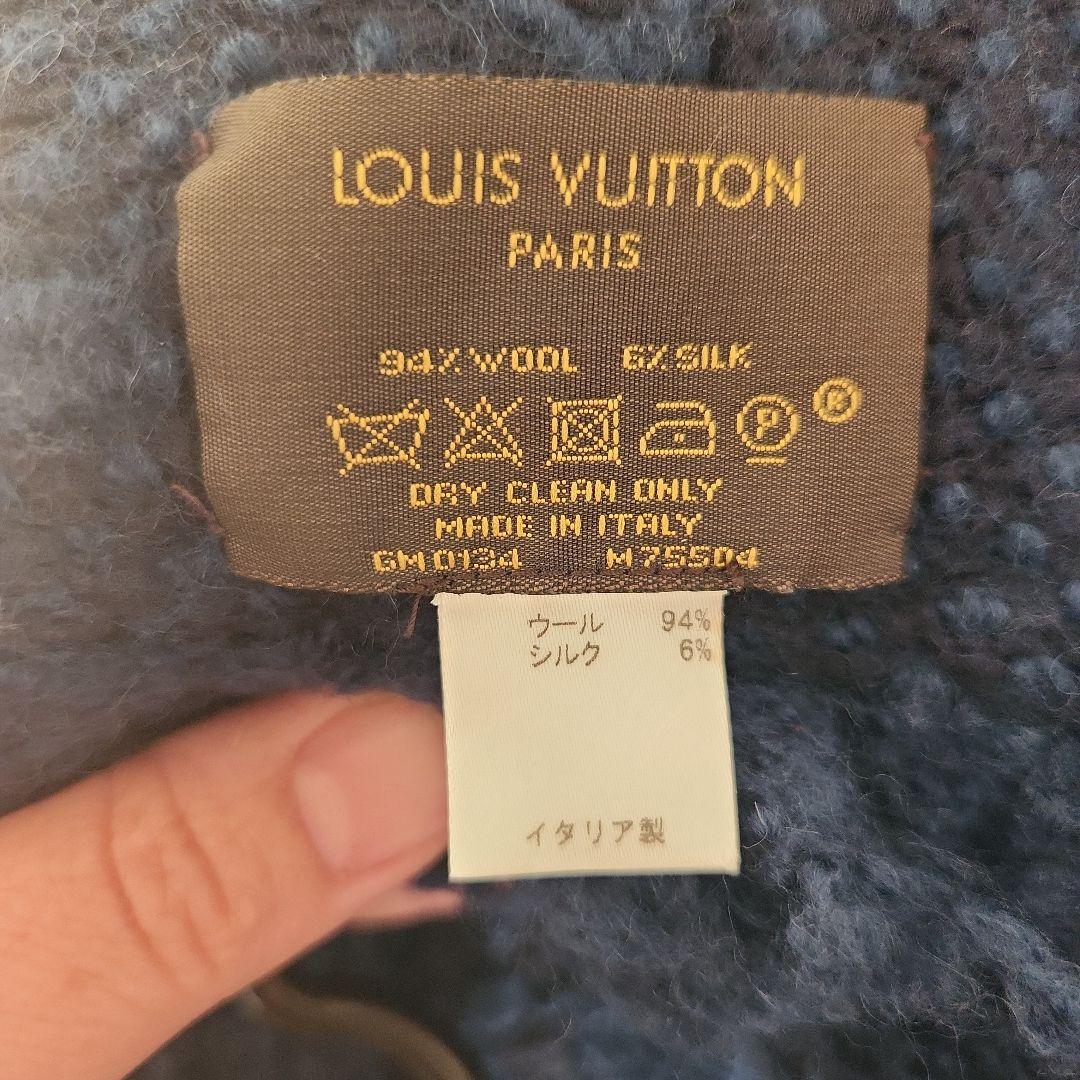 LOUIS VUITTON
PARIS
94% WOOL 6% SILK
P ®
DRY CLEAN ONLY
MADE IN ITALY
GM0134 M75504
ウール 94%
シルク 6%
イタリア製